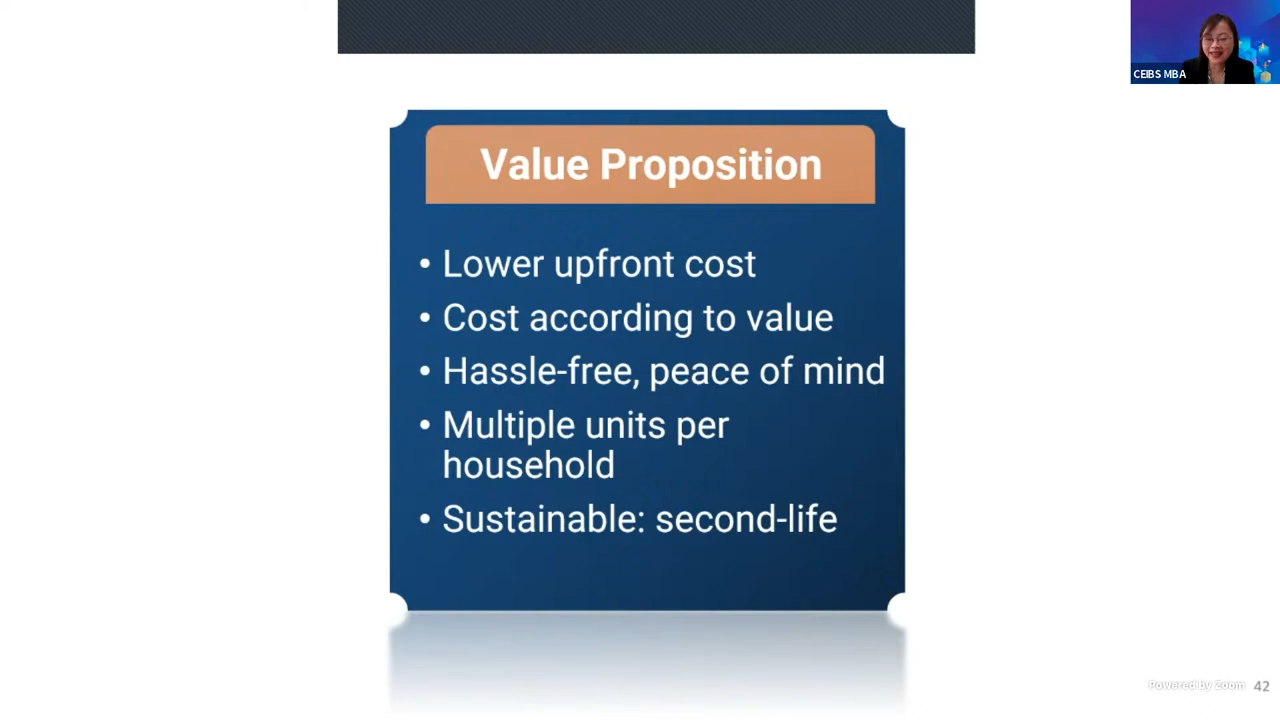 CEIBS MBA
Value Proposition
• Lower upfront cost
• Cost according to value
• Hassle-free, peace of mind
• Multiple units per
household
• Sustainable: second-life
Powered by Zoom
42